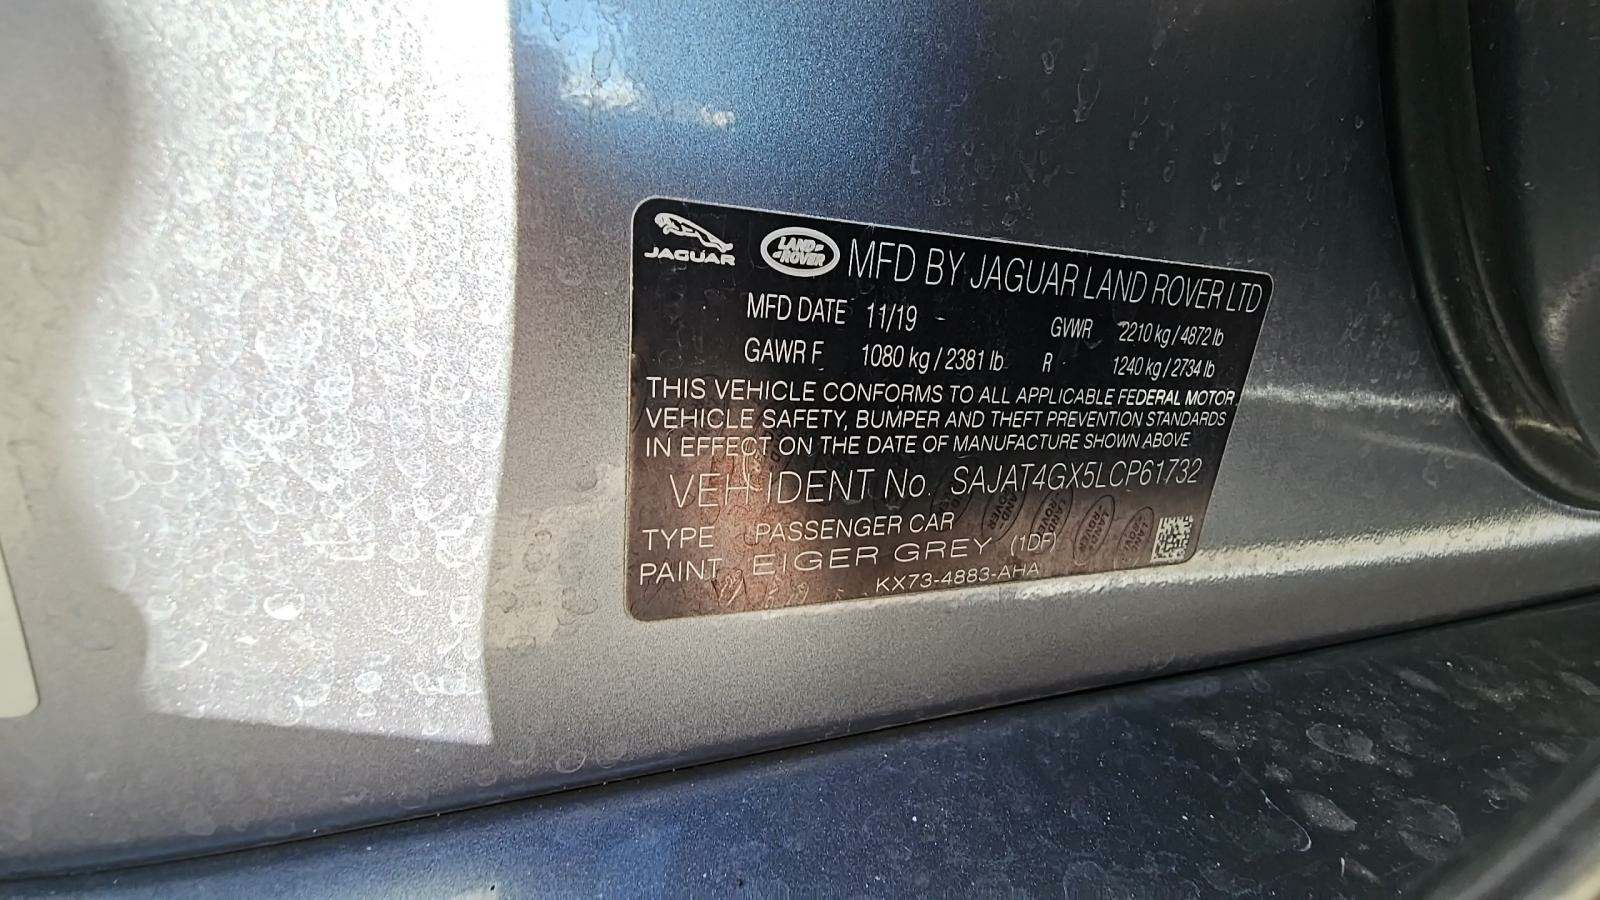 JAGUAR LAND-ROVER MFD BY JAGUAR LAND ROVER LTD
MFD DATE 11/19 GVWR 2210 kg / 4872 lb
GAWR F 1080 kg / 2381 lb R 1240 kg / 2734 lb
THIS VEHICLE CONFORMS TO ALL APPLICABLE FEDERAL MOTOR
VEHICLE SAFETY, BUMPER AND THEFT PREVENTION STANDARDS
IN EFFECT ON THE DATE OF MANUFACTURE SHOWN ABOVE
VEH IDENT No. SAJAT4GX5LCP61732
TYPE PASSENGER CAR
PAINT EIGER GREY (1DF)
KX73-4883-AHA